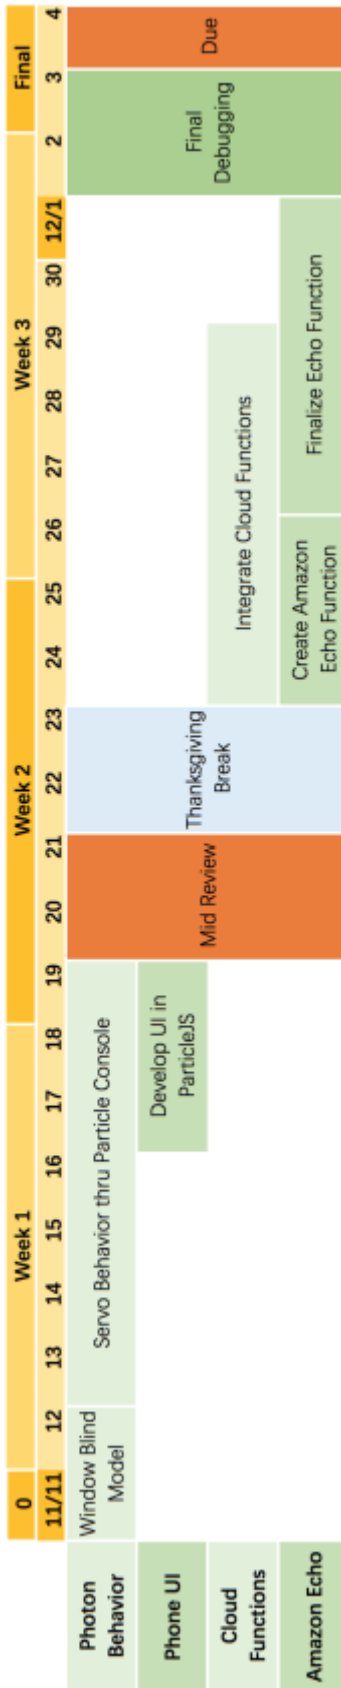 0 Week 1 Week 2 Week 3 Final
11/11 12 13 14 15 16 17 18 19 20 21 22 23 24 25 26 27 28 29 30 12/1 2 3 4
Photon
Behavior
Window Blind
Model
Servo Behavior thru Particle Console
Mid Review
Thanksgiving
Break
Final
Debugging
Due
Phone UI
Develop UI in
ParticleJS
Cloud
Functions
Integrate Cloud Functions
Amazon Echo
Create Amazon
Echo Function
Finalize Echo Function